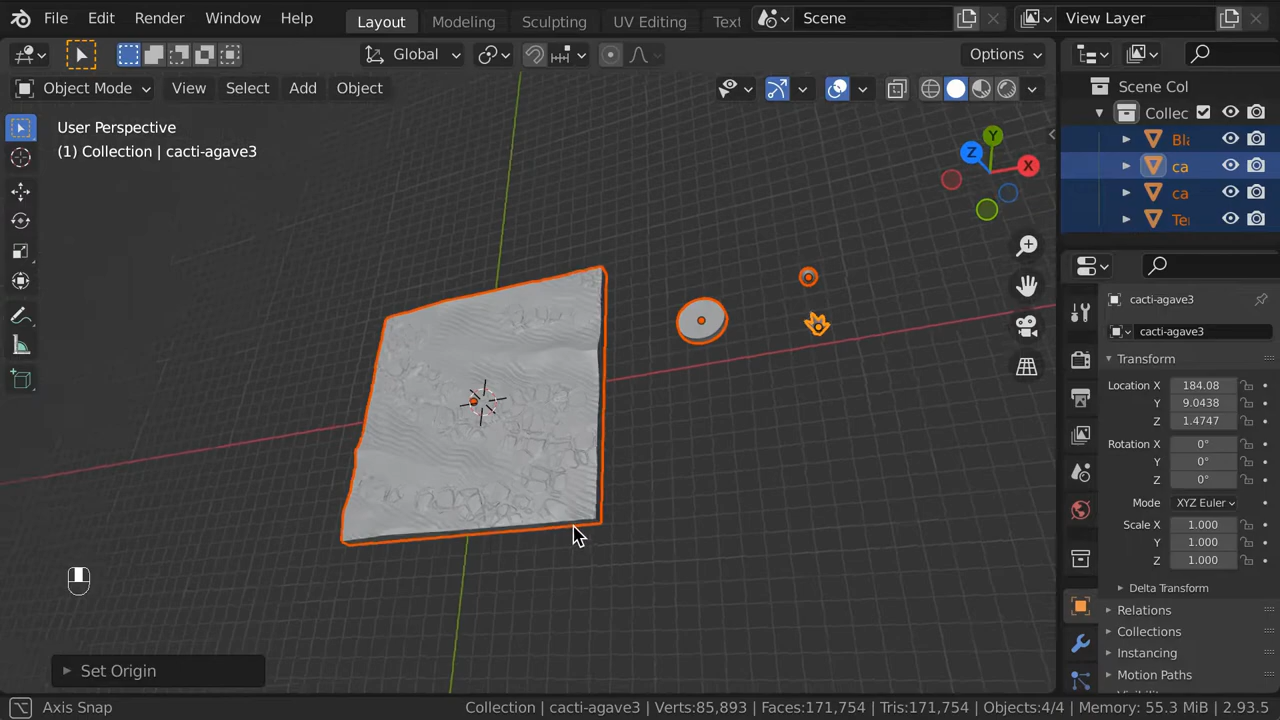 File Edit Render Window Help Layout Modeling Sculpting UV Editing Text Scene View Layer
Global Options
Object Mode View Select Add Object
User Perspective
(1) Collection | cacti-agave3
Y
Z
X
Scene Col
Collec
Bla
ca
ca
Te
cacti-agave3
cacti-agave3
Transform
Location X 184.08
Y 9.0438
Z 1.4747
Rotation X 0°
Y 0°
Z 0°
Mode XYZ Euler
Scale X 1.000
Y 1.000
Z 1.000
Delta Transform
Relations
Collections
Instancing
Motion Paths
Set Origin
Axis Snap
Collection | cacti-agave3 | Verts:85,893 | Faces:171,754 | Tris:171,754 | Objects:4/4 | Memory: 55.3 MiB | 2.93.5